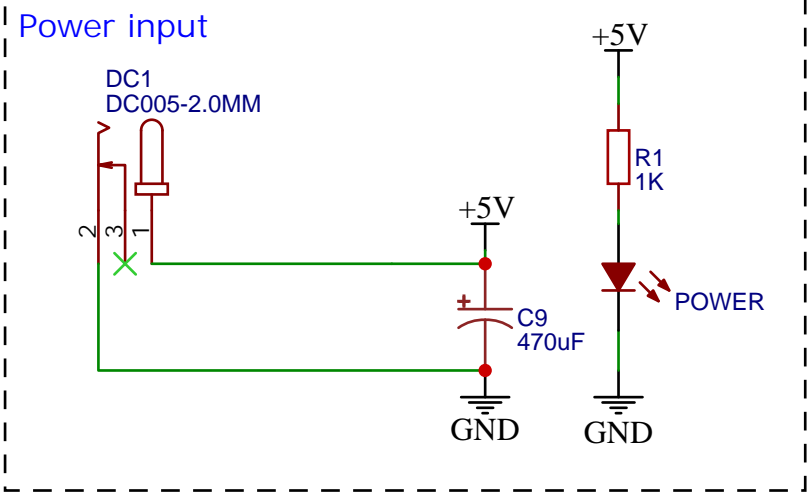 Power input
DC1
DC005-2.0MM
2
3
1
+5V
+
C9
470uF
GND
+5V
R1
1K
POWER
GND